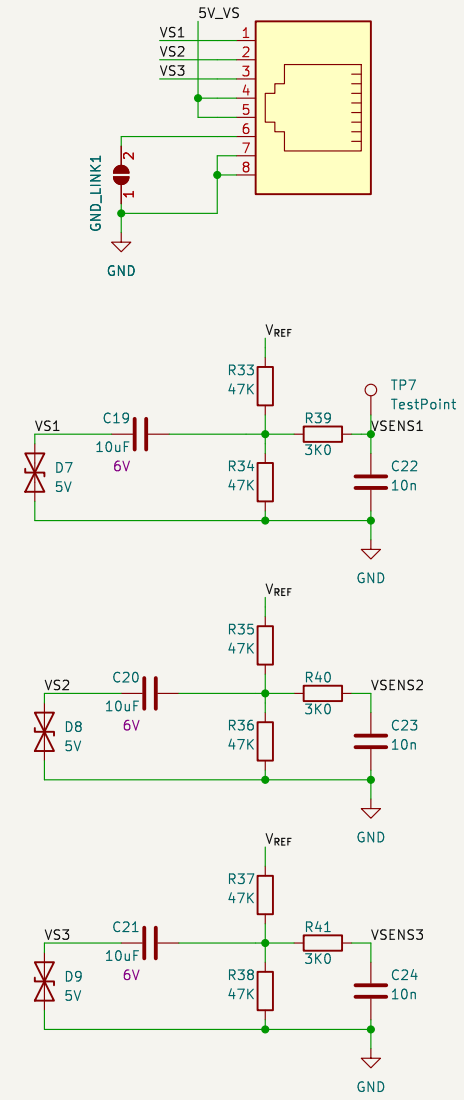 5V_VS
VS1
1
VS2
2
VS3
3
4
5
6
7
8
GND_LINK1
2
1
GND
VREF
R33
47K
TP7
TestPoint
VS1
C19
10uF
6V
R39
3K0
VSENS1
D7
5V
R34
47K
C22
10n
GND
VREF
R35
47K
VS2
C20
10uF
6V
R40
3K0
VSENS2
D8
5V
R36
47K
C23
10n
GND
VREF
R37
47K
VS3
C21
10uF
6V
R41
3K0
VSENS3
D9
5V
R38
47K
C24
10n
GND